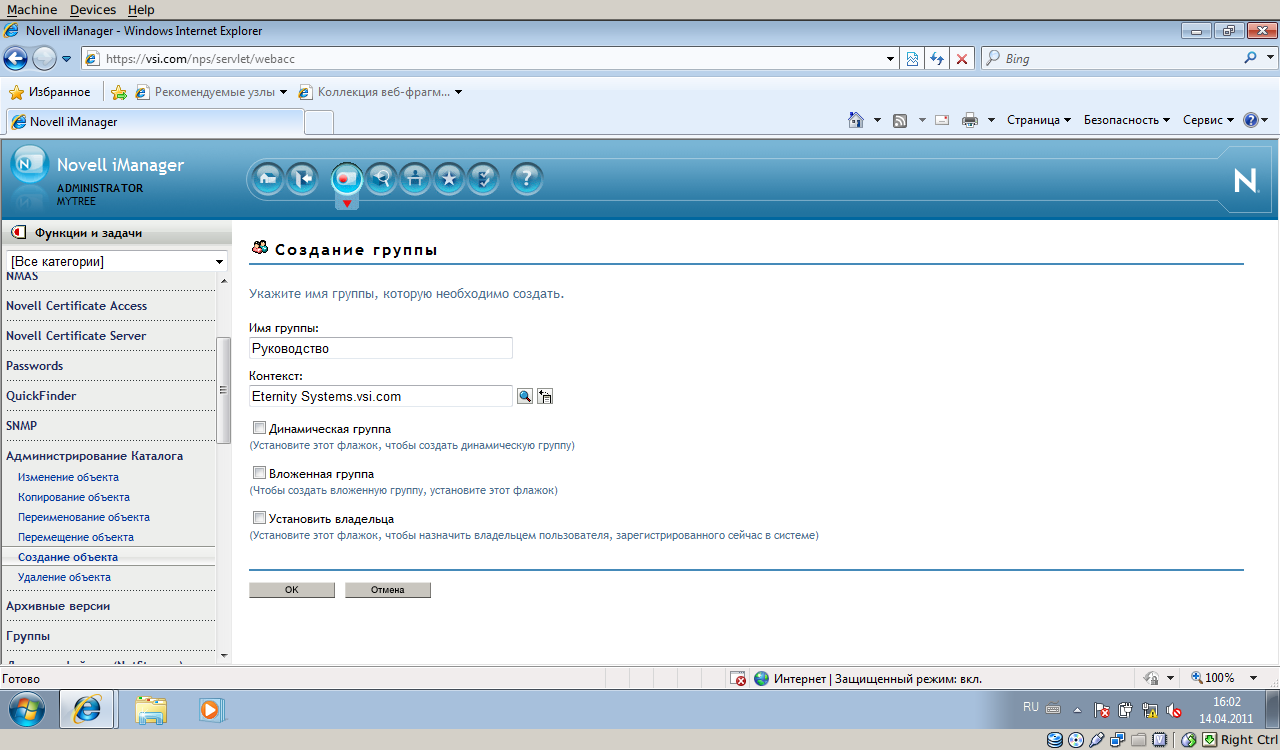 Machine Devices Help
Novell iManager - Windows Internet Explorer
https://vsi.com/nps/servlet/webacc
Bing
Избранное
Рекомендуемые узлы
Коллекция веб-фрагм...
Novell iManager
Страница
Безопасность
Сервис
Novell iManager
ADMINISTRATOR
MYTREE
N
Функции и задачи
[Все категории]
NMAS
Novell Certificate Access
Novell Certificate Server
Passwords
QuickFinder
SNMP
Администрирование Каталога
Изменение объекта
Копирование объекта
Переименование объекта
Перемещение объекта
Создание объекта
Удаление объекта
Архивные версии
Группы
Создание группы
Укажите имя группы, которую необходимо создать.
Имя группы:
Руководство
Контекст:
Eternity Systems.vsi.com
Динамическая группа
(Установите этот флажок, чтобы создать динамическую группу)
Вложенная группа
(Чтобы создать вложенную группу, установите этот флажок)
Установить владельца
(Установите этот флажок, чтобы назначить владельцем пользователя, зарегистрированного сейчас в системе)
OK
Отмена
Готово
Интернет | Защищенный режим: вкл.
100%
RU
16:02
14.04.2011
Right Ctrl